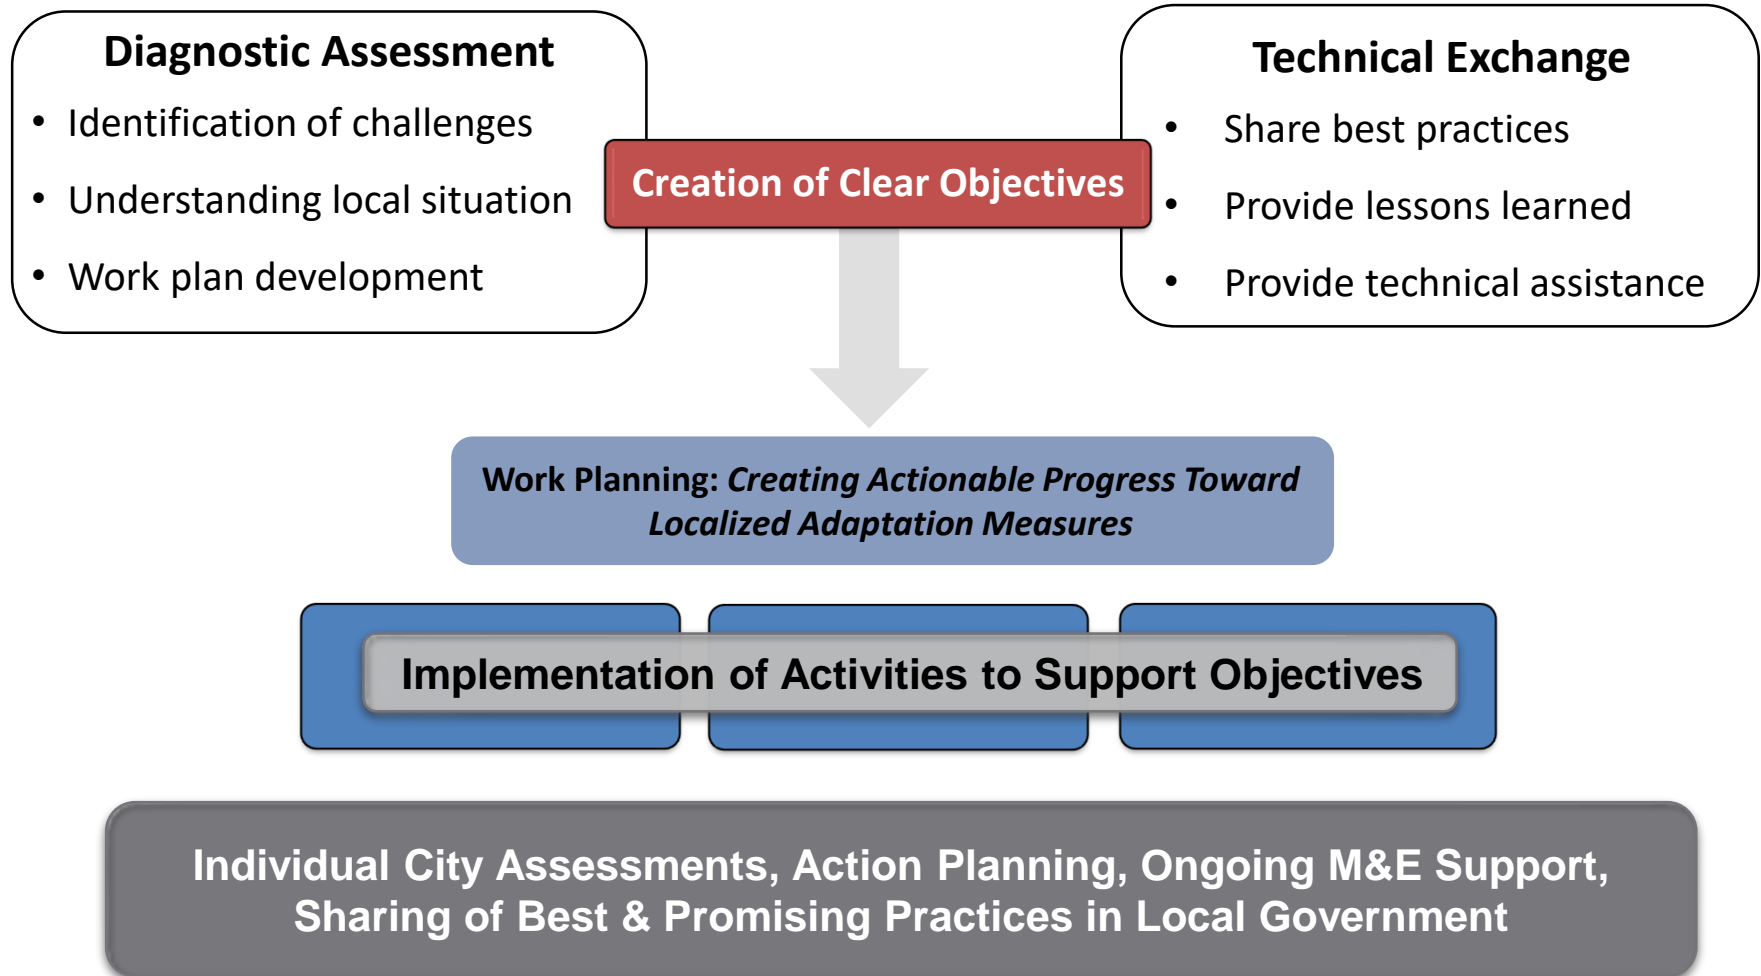 Diagnostic Assessment
• Identification of challenges
• Understanding local situation
• Work plan development
Creation of Clear Objectives
Technical Exchange
• Share best practices
• Provide lessons learned
• Provide technical assistance
Work Planning: Creating Actionable Progress Toward
Localized Adaptation Measures
Implementation of Activities to Support Objectives
Individual City Assessments, Action Planning, Ongoing M&E Support,
Sharing of Best & Promising Practices in Local Government